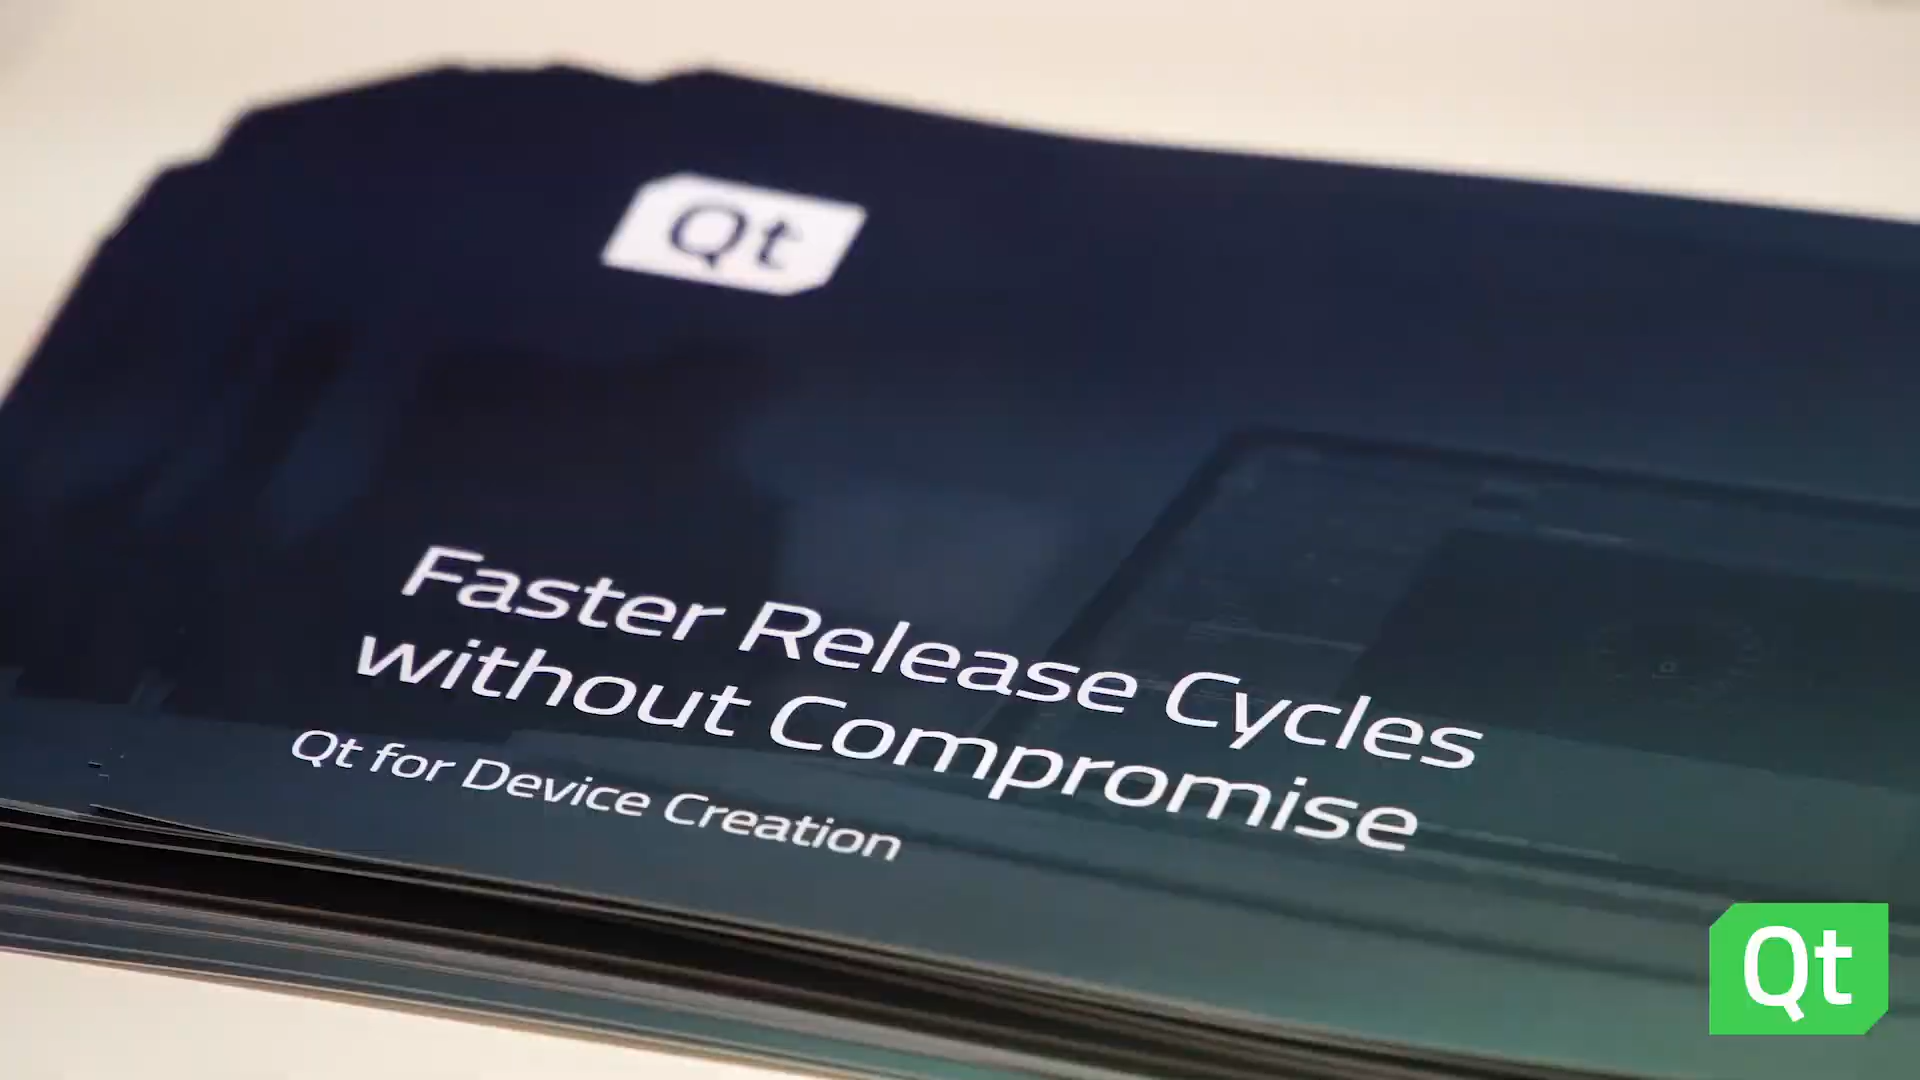 Qt
Faster Release Cycles
without Compromise
Qt for Device Creation
Qt